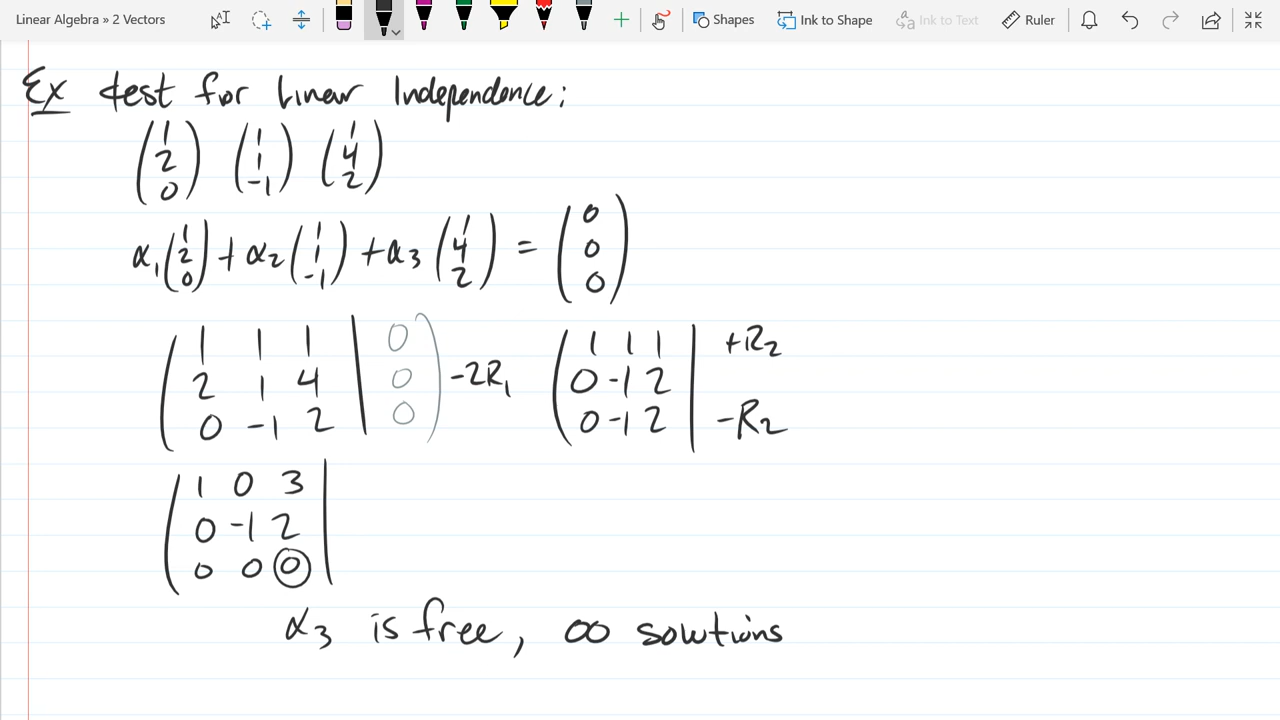 Linear Algebra » 2 Vectors Shapes Ink to Shape Ink to Text Ruler
Ex test for Linear Independence:
(1 2 0) (1 1 -1) (1 4 2)
α₁(1 2 0) + α₂(1 1 -1) + α₃(1 4 2) = (0 0 0)
1 1 1 | 0
2 1 4 | 0 -2R₁
0 -1 2 | 0
1 1 1 | +R₂
0 -1 2 |
0 -1 2 | -R₂
1 0 3 |
0 -1 2 |
0 0 0 |
α₃ is free, ∞ solutions